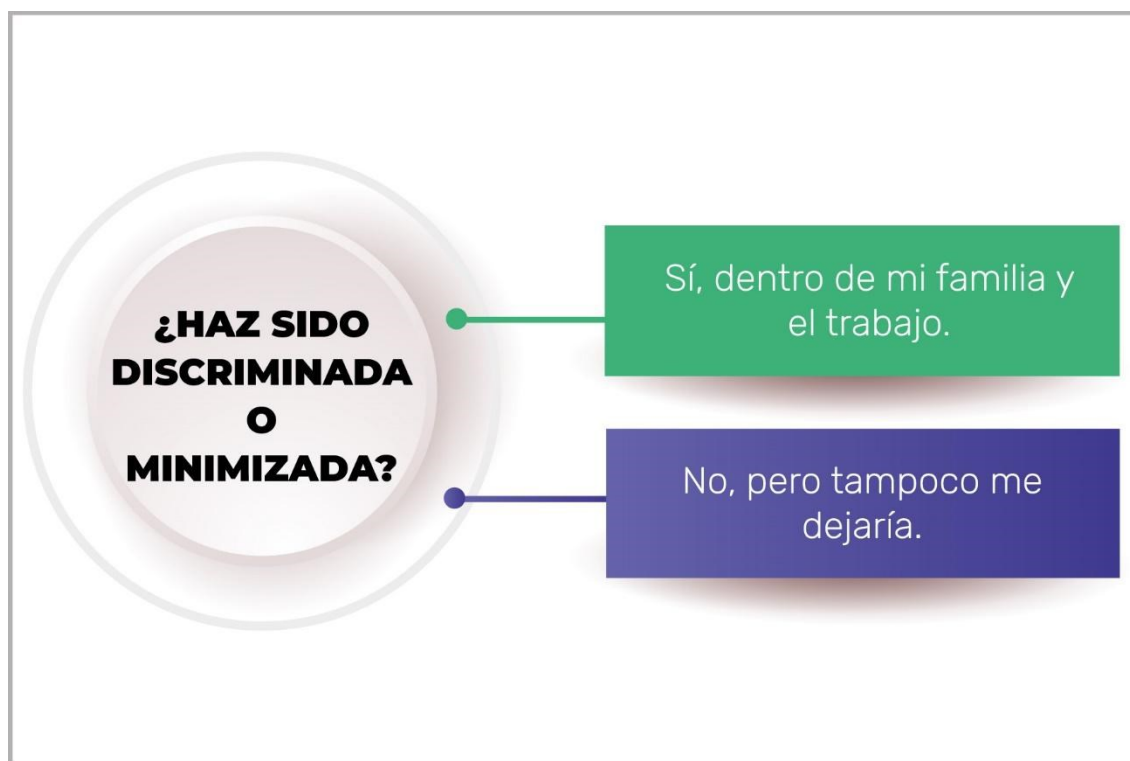 ¿HAZ SIDO
DISCRIMINADA
O
MINIMIZADA?
Sí, dentro de mi familia y
el trabajo.
No, pero tampoco me
dejaría.